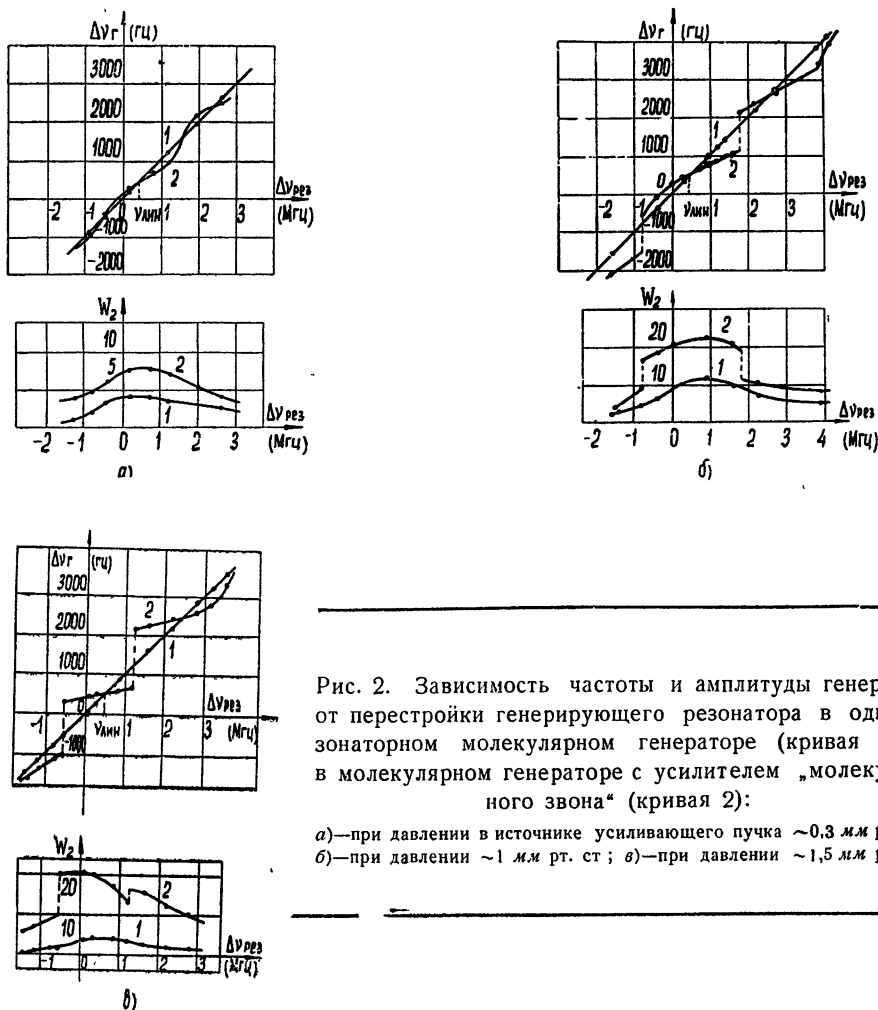 Δνг (гц)
3000
2000
1000
1
2
Δνрез
(Мгц)
-2 -1 0 νлин 1 2 3
-1000
-2000
W₂
10
5
2
1
Δνрез
-2 -1 0 1 2 3 (Мгц)
а)
Δνг (гц)
3000
2000
1000
0
1
2
Δνрез
(Мгц)
-2 -1 νлин 1 2 3
-1000
-2000
W₂
20
10
2
1
Δνрез
-2 -1 0 1 2 3 4 (Мгц)
б)
Δνг (гц)
3000
2000
1000
0
2
1
Δνрез
-1 νлин 1 2 3 (Мгц)
-1000
W₂
20
10
2
1
Δνрез
-1 0 1 2 3 (Мгц)
в)
Рис. 2. Зависимость частоты и амплитуды генер
от перестройки генерирующего резонатора в од
зонаторном молекулярном генераторе (кривая
в молекулярном генераторе с усилителем „молеку
ного звона“ (кривая 2):
а)—при давлении в источнике усиливающего пучка ~0,3 мм
б)—при давлении ~1 мм рт. ст ; в)—при давлении ~1,5 мм